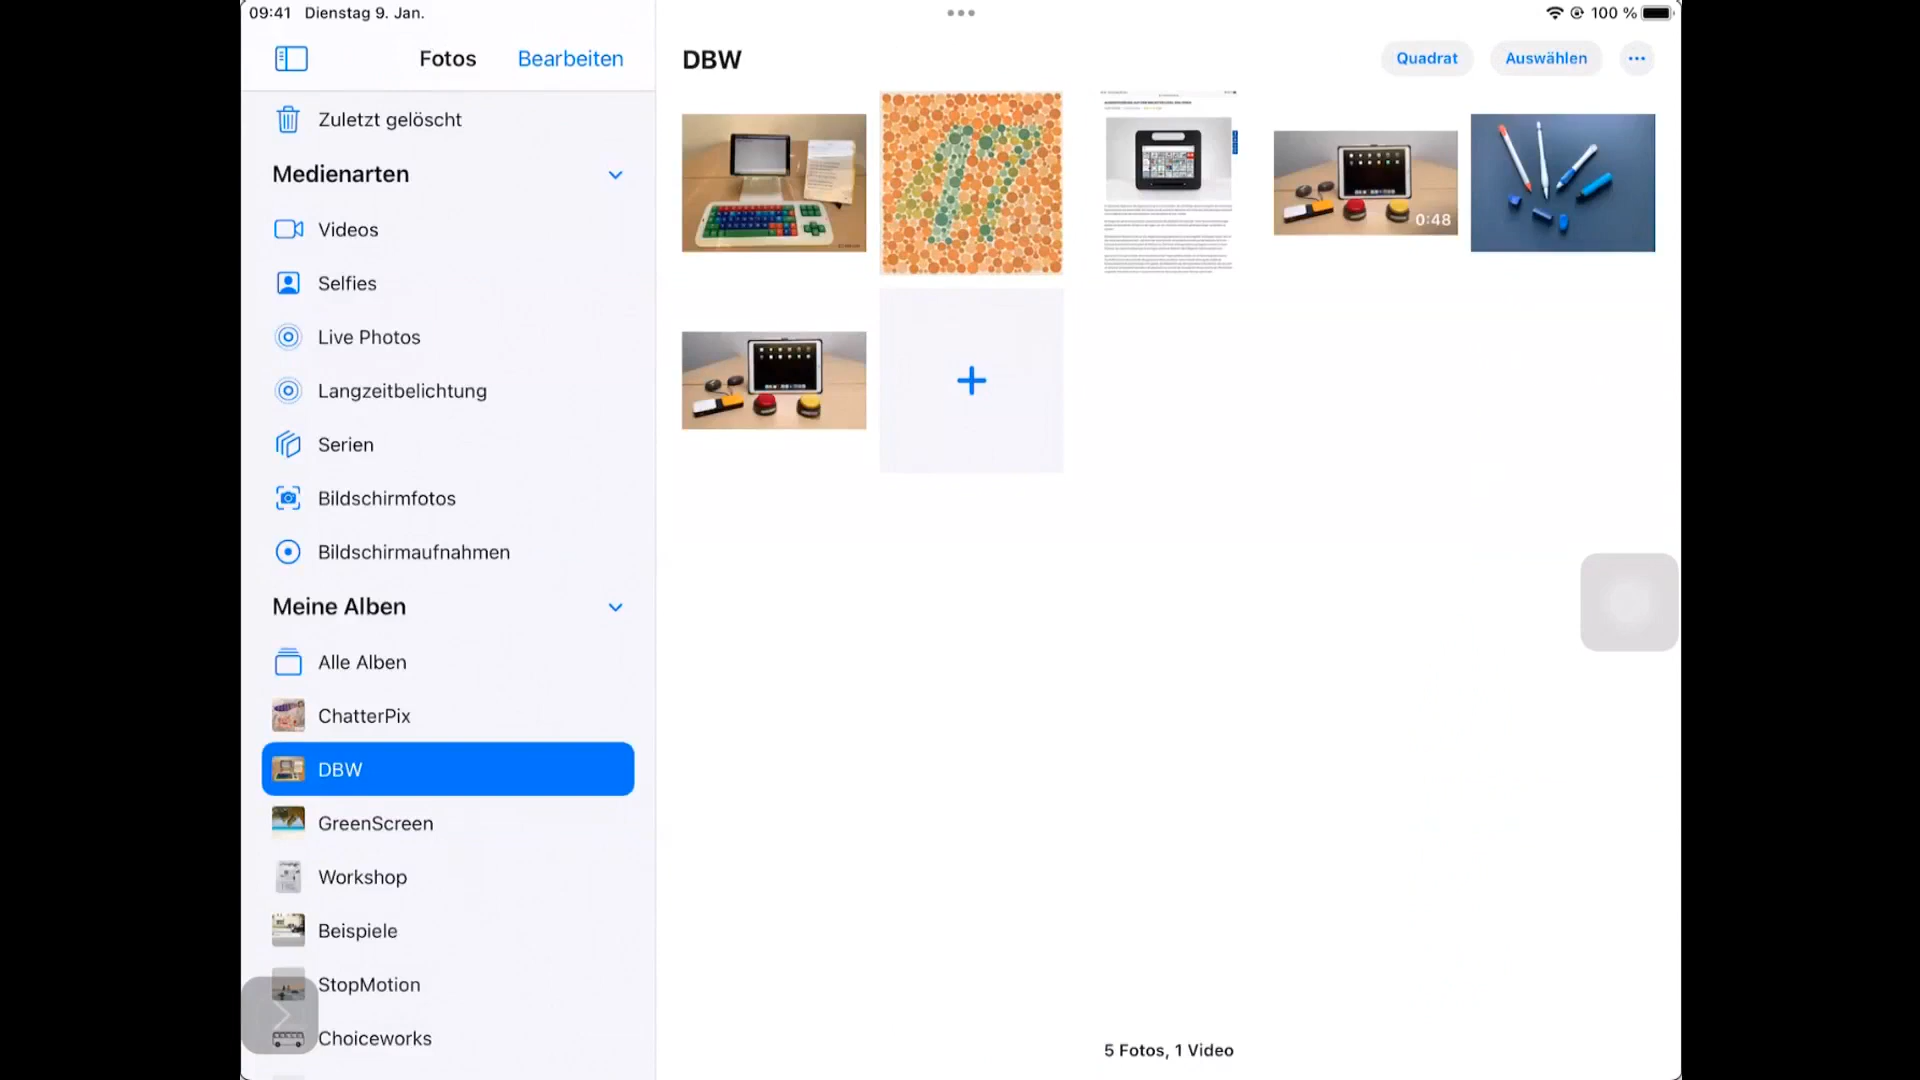 09:41 Dienstag 9. Jan.
100 %
Fotos
Bearbeiten
Zuletzt gelöscht
Medienarten
Videos
Selfies
Live Photos
Langzeitbelichtung
Serien
Bildschirmfotos
Bildschirmaufnahmen
Meine Alben
Alle Alben
ChatterPix
DBW
GreenScreen
Workshop
Beispiele
StopMotion
Choiceworks
DBW
Quadrat
Auswählen
0:48
5 Fotos, 1 Video